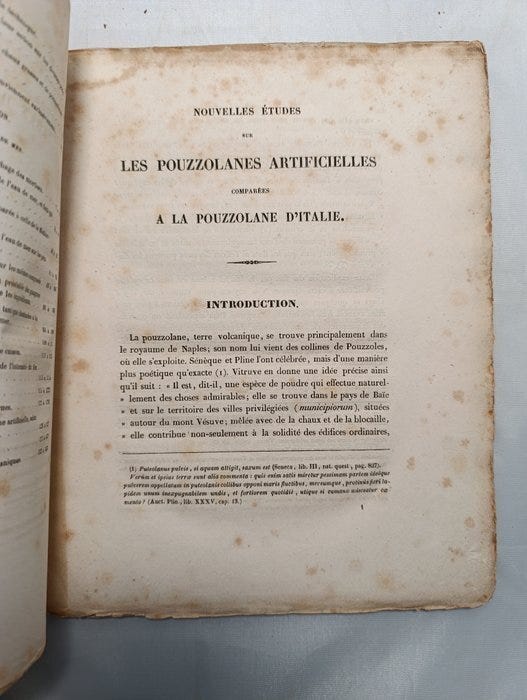 NOUVELLES ÉTUDES
SUR
LES POUZZOLANES ARTIFICIELLES
COMPARÉES
A LA POUZZOLANE D'ITALIE.
INTRODUCTION.
La pouzzolane, terre volcanique, se trouve principalement dans
le royaume de Naples; son nom lui vient des collines de Pouzzoles,
où elle s'exploite. Sénèque et Pline l'ont célébrée, mais d'une manière
plus poétique qu'exacte (1). Vitruve en donne une idée précise ainsi
qu'il suit : « Il est, dit-il, une espèce de poudre qui effectue naturel-
» lement des choses admirables; elle se trouve dans le pays de Baïe
» et sur le territoire des villes privilégiées (municipiorum), situées
» autour du mont Vésuve; mêlée avec de la chaux et de la blocaille,
» elle contribue non-seulement à la solidité des édifices ordinaires,
(1) Puteolanus pulvis, si aquam attigit, saxum est (Seneca, lib. III, nat. quest, pag. 837).
Verùm et ipsius terræ sunt alia commenta : quis enim satis miretur pessimam partem ideòque
pulverem appellatum in puteolanis collibus opponi maris fluctibus, mersumque, protinùs fieri la-
pidem unum inexpugnabilem undis, et fortiorem quotidiè, utique si cumano misceatur cæ-
mento? (Auct. Plin, lib. XXXV, cap. 13.)
1